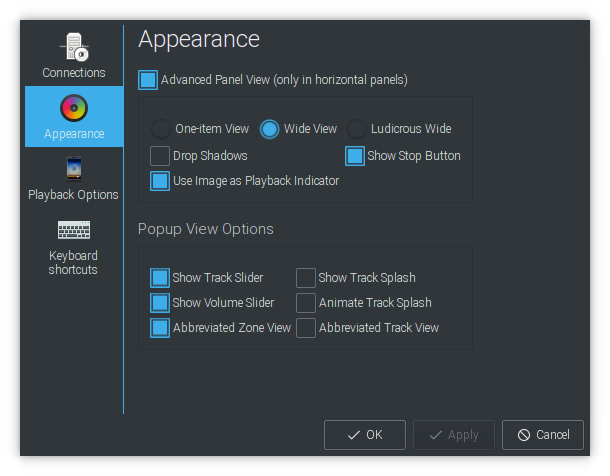 Appearance
Connections
Advanced Panel View (only in horizontal panels)
Appearance
One-item View
Wide View
Ludicrous Wide
Drop Shadows
Show Stop Button
Use Image as Playback Indicator
Playback Options
Popup View Options
Keyboard
shortcuts
Show Track Slider
Show Track Splash
Show Volume Slider
Animate Track Splash
Abbreviated Zone View
Abbreviated Track View
OK
Apply
Cancel